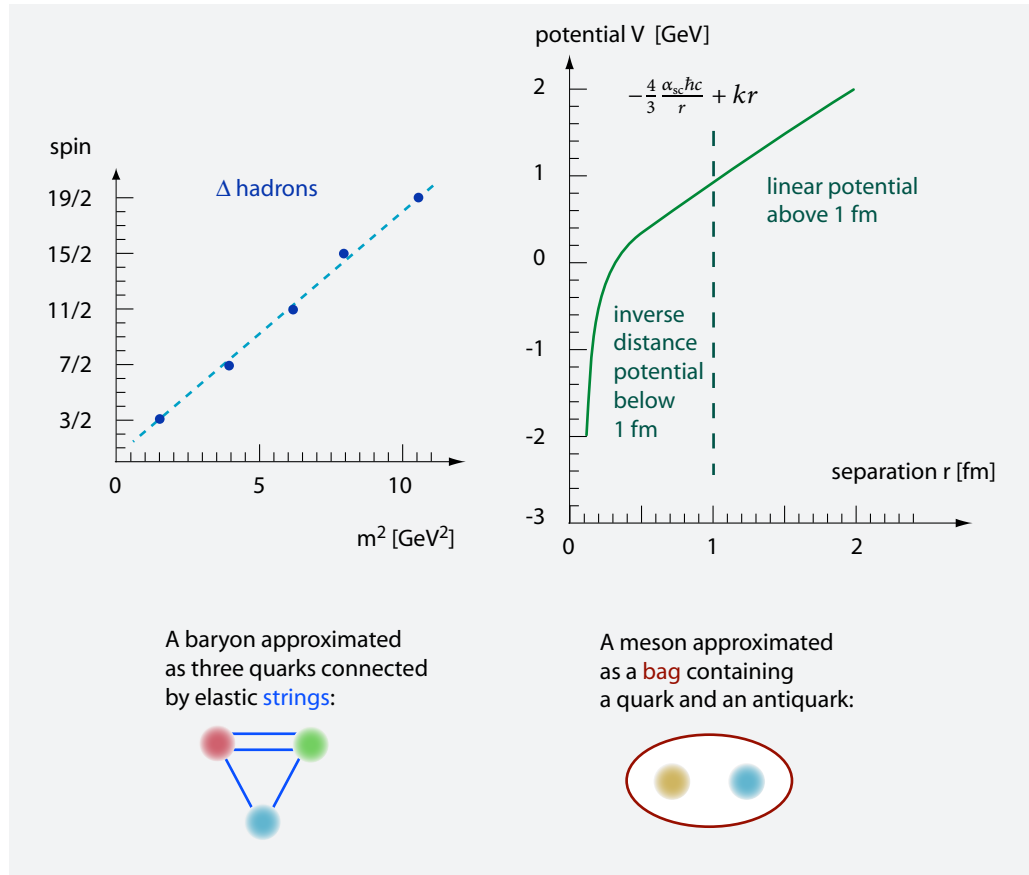 spin
19/2
15/2
11/2
7/2
3/2
Δ hadrons
0 5 10
m² [GeV²]
potential V [GeV]
2
1
0
-1
-2
-3
−4/3 α_sc ħc/r + kr
linear potential
above 1 fm
inverse
distance
potential
below
1 fm
separation r [fm]
0 1 2
A baryon approximated
as three quarks connected
by elastic strings:
A meson approximated
as a bag containing
a quark and an antiquark: